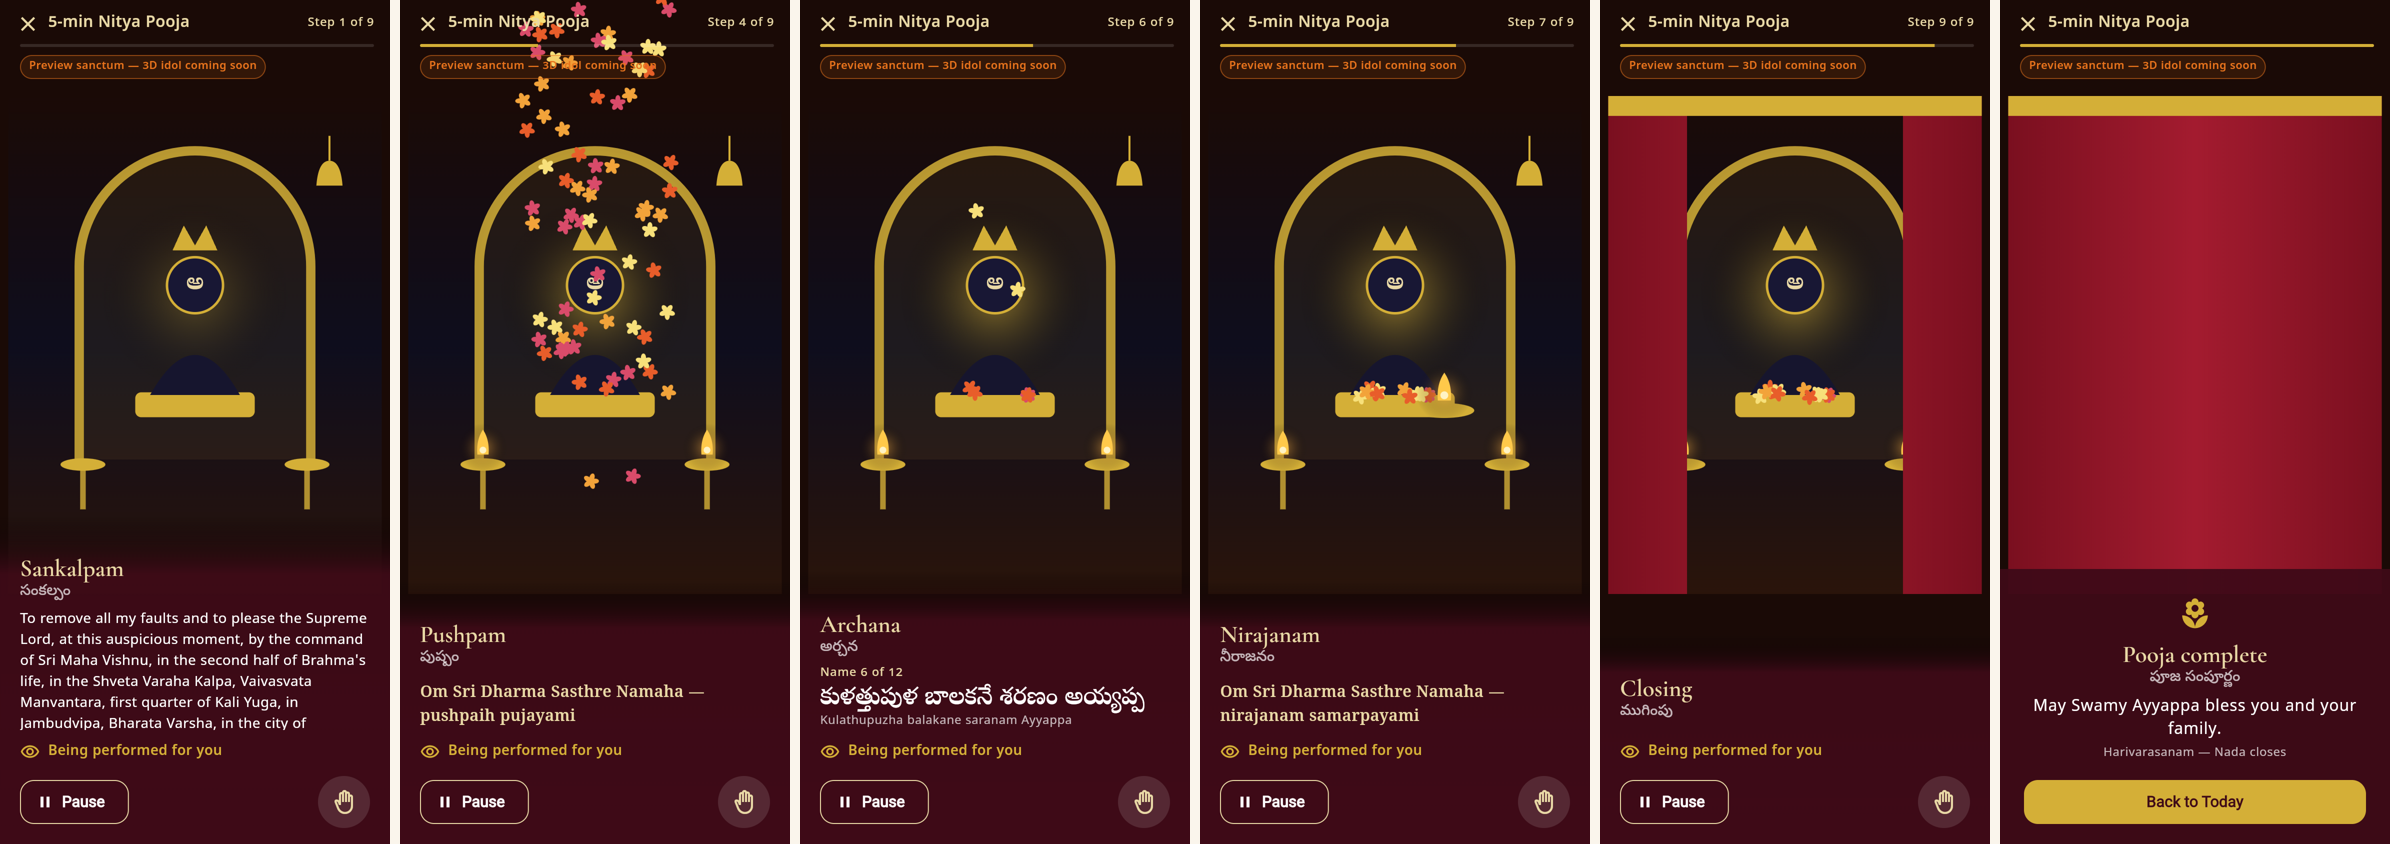 5-min Nitya Pooja
Step 1 of 9
Preview sanctum — 3D idol coming soon
అ
Sankalpam
సంకల్పం
To remove all my faults and to please the Supreme
Lord, at this auspicious moment, by the command
of Sri Maha Vishnu, in the second half of Brahma's
life, in the Shveta Varaha Kalpa, Vaivasvata
Manvantara, first quarter of Kali Yuga, in
Jambudvipa, Bharata Varsha, in the city of
Being performed for you
Pause
5-min Nitya Pooja
Step 4 of 9
Preview sanctum — 3D idol coming soon
అ
Pushpam
పుష్పం
Om Sri Dharma Sasthre Namaha —
pushpaih pujayami
Being performed for you
Pause
5-min Nitya Pooja
Step 6 of 9
Preview sanctum — 3D idol coming soon
అ
Archana
అర్చన
Name 6 of 12
కుళత్తుపుళ బాలకనే శరణం అయ్యప్ప
Kulathupuzha balakane saranam Ayyappa
Being performed for you
Pause
5-min Nitya Pooja
Step 7 of 9
Preview sanctum — 3D idol coming soon
అ
Nirajanam
నీరాజనం
Om Sri Dharma Sasthre Namaha —
nirajanam samarpayami
Being performed for you
Pause
5-min Nitya Pooja
Step 9 of 9
Preview sanctum — 3D idol coming soon
అ
Closing
ముగింపు
Being performed for you
Pause
5-min Nitya Pooja
Preview sanctum — 3D idol coming soon
Pooja complete
పూజ సంపూర్ణం
May Swamy Ayyappa bless you and your
family.
Harivarasanam — Nada closes
Back to Today